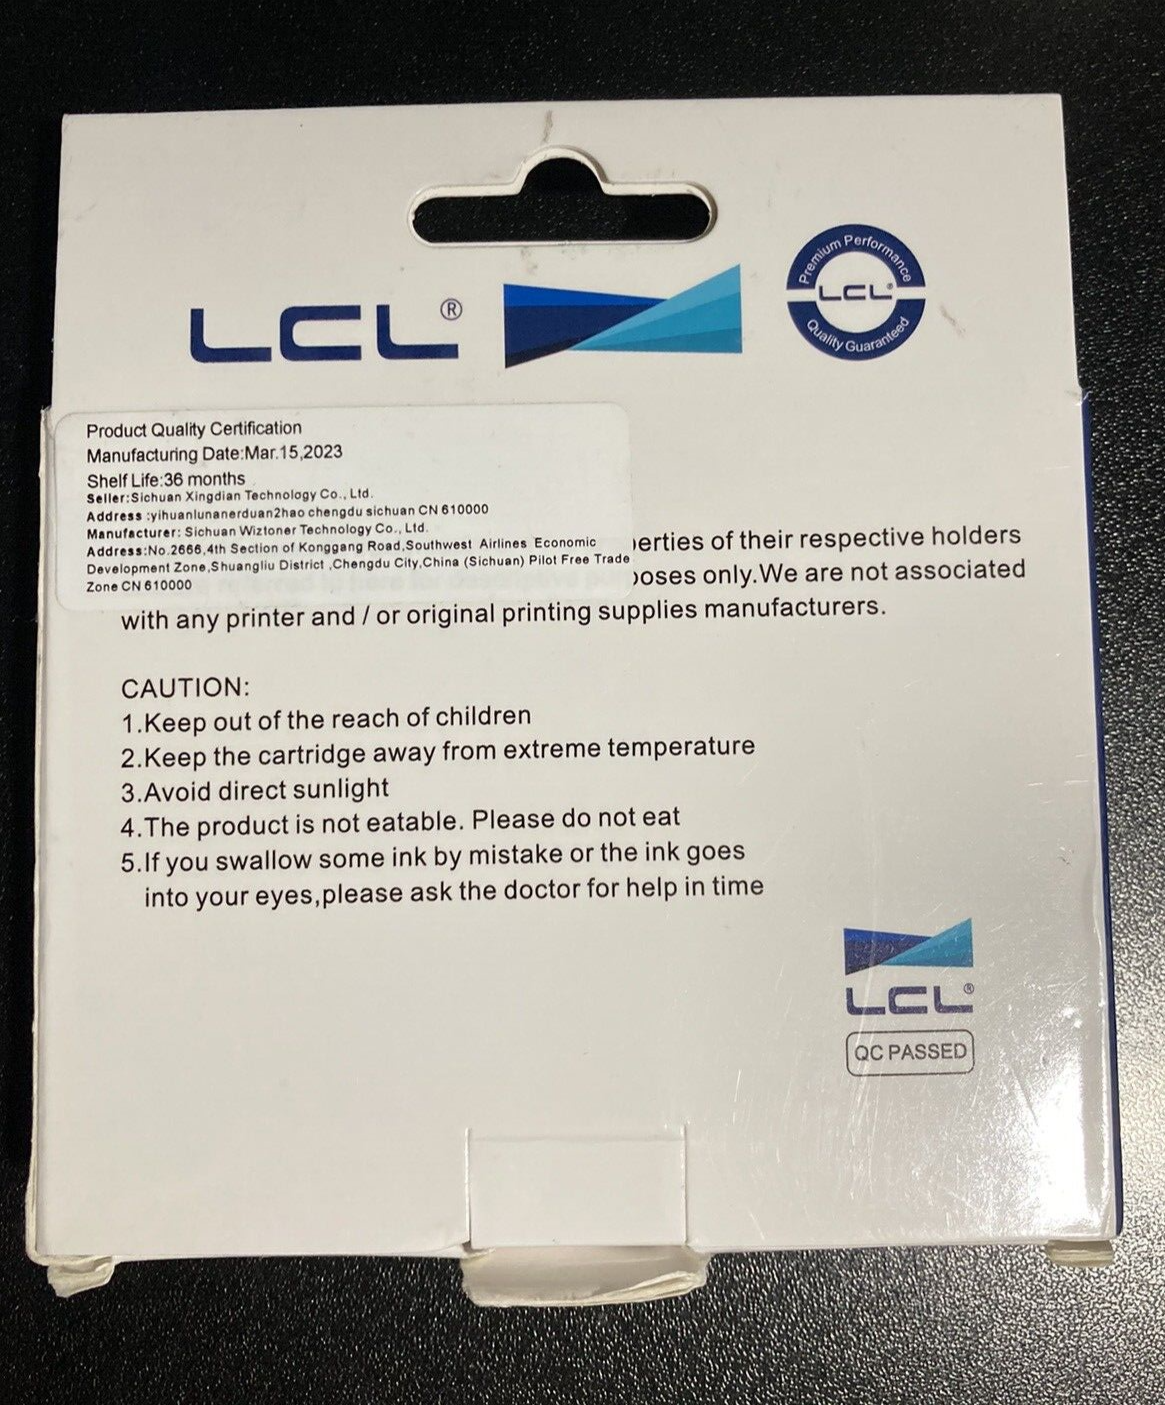 LCL®
Premium Performance
LCL®
Quality Guaranteed
Product Quality Certification
Manufacturing Date:Mar.15,2023
Shelf Life:36 months
Seller:Sichuan Xingdian Technology Co., Ltd.
Address :yihuanlunanerduan2hao chengdu sichuan CN 610000
Manufacturer: Sichuan Wiztoner Technology Co., Ltd.
Address:No.2666,4th Section of Konggang Road,Southwest Airlines Economic
Development Zone,Shuangliu District ,Chengdu City,China (Sichuan) Pilot Free Trade
Zone CN 610000
of their respective holders
only.We are not associated
with any printer and / or original printing supplies manufacturers.
CAUTION:
1.Keep out of the reach of children
2.Keep the cartridge away from extreme temperature
3.Avoid direct sunlight
4.The product is not eatable. Please do not eat
5.If you swallow some ink by mistake or the ink goes
into your eyes,please ask the doctor for help in time
LCL®
QC PASSED